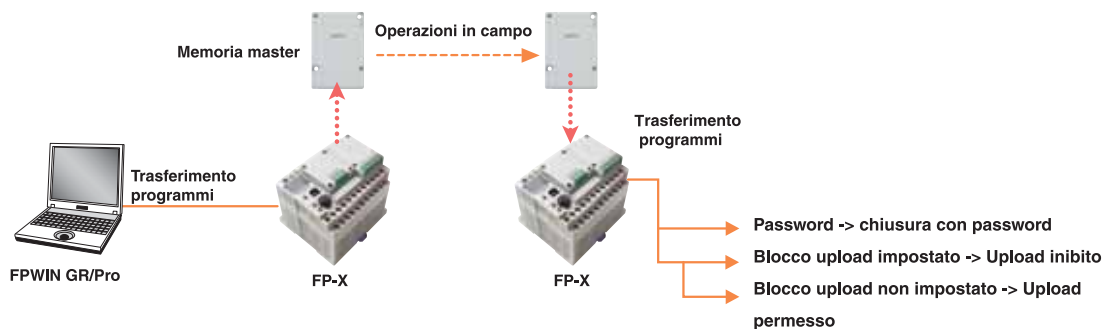 Operazioni in campo
Memoria master
Trasferimento
programmi
Trasferimento
programmi
FPWIN GR/Pro
FP-X
FP-X
Password -> chiusura con password
Blocco upload impostato -> Upload inibito
Blocco upload non impostato -> Upload
permesso